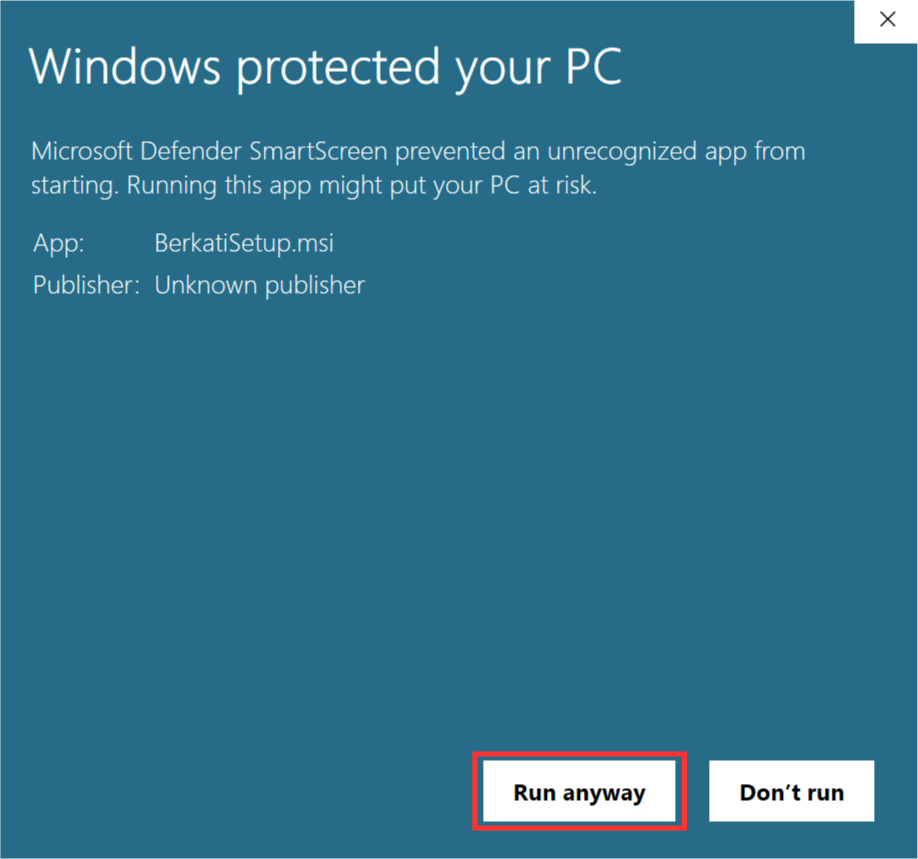 Windows protected your PC
Microsoft Defender SmartScreen prevented an unrecognized app from
starting. Running this app might put your PC at risk.
App: BerkatiSetup.msi
Publisher: Unknown publisher
Run anyway Don’t run